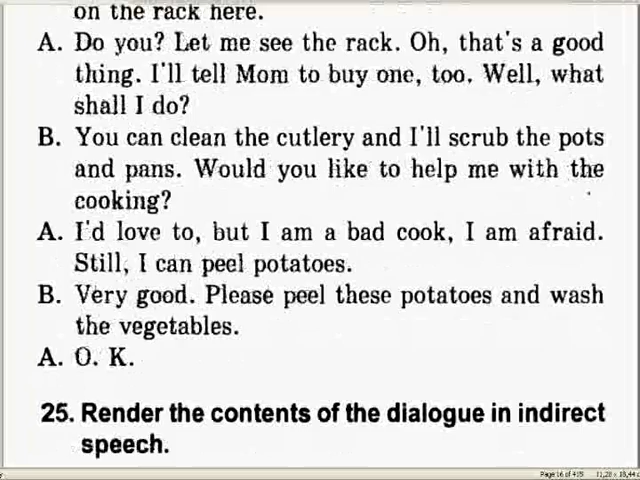 on the rack here.
A. Do you? Let me see the rack. Oh, that's a good
thing. I'll tell Mom to buy one, too. Well, what
shall I do?
B. You can clean the cutlery and I'll scrub the pots
and pans. Would you like to help me with the
cooking?
A. I'd love to, but I am a bad cook, I am afraid.
Still, I can peel potatoes.
B. Very good. Please peel these potatoes and wash
the vegetables.
A. O. K.
25. Render the contents of the dialogue in indirect
speech.
Page 16 of 415